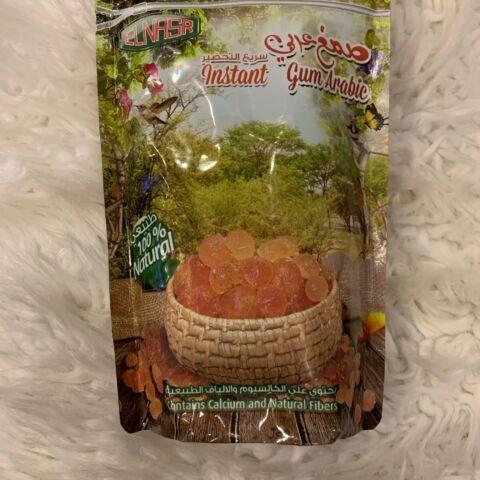 ELNASR
صمغ عربي
سريع التحضير
Instant Gum Arabic
طبيعي
100%
Natural
يحتوي على الكالسيوم والالياف الطبيعية
Contains Calcium and Natural Fibers